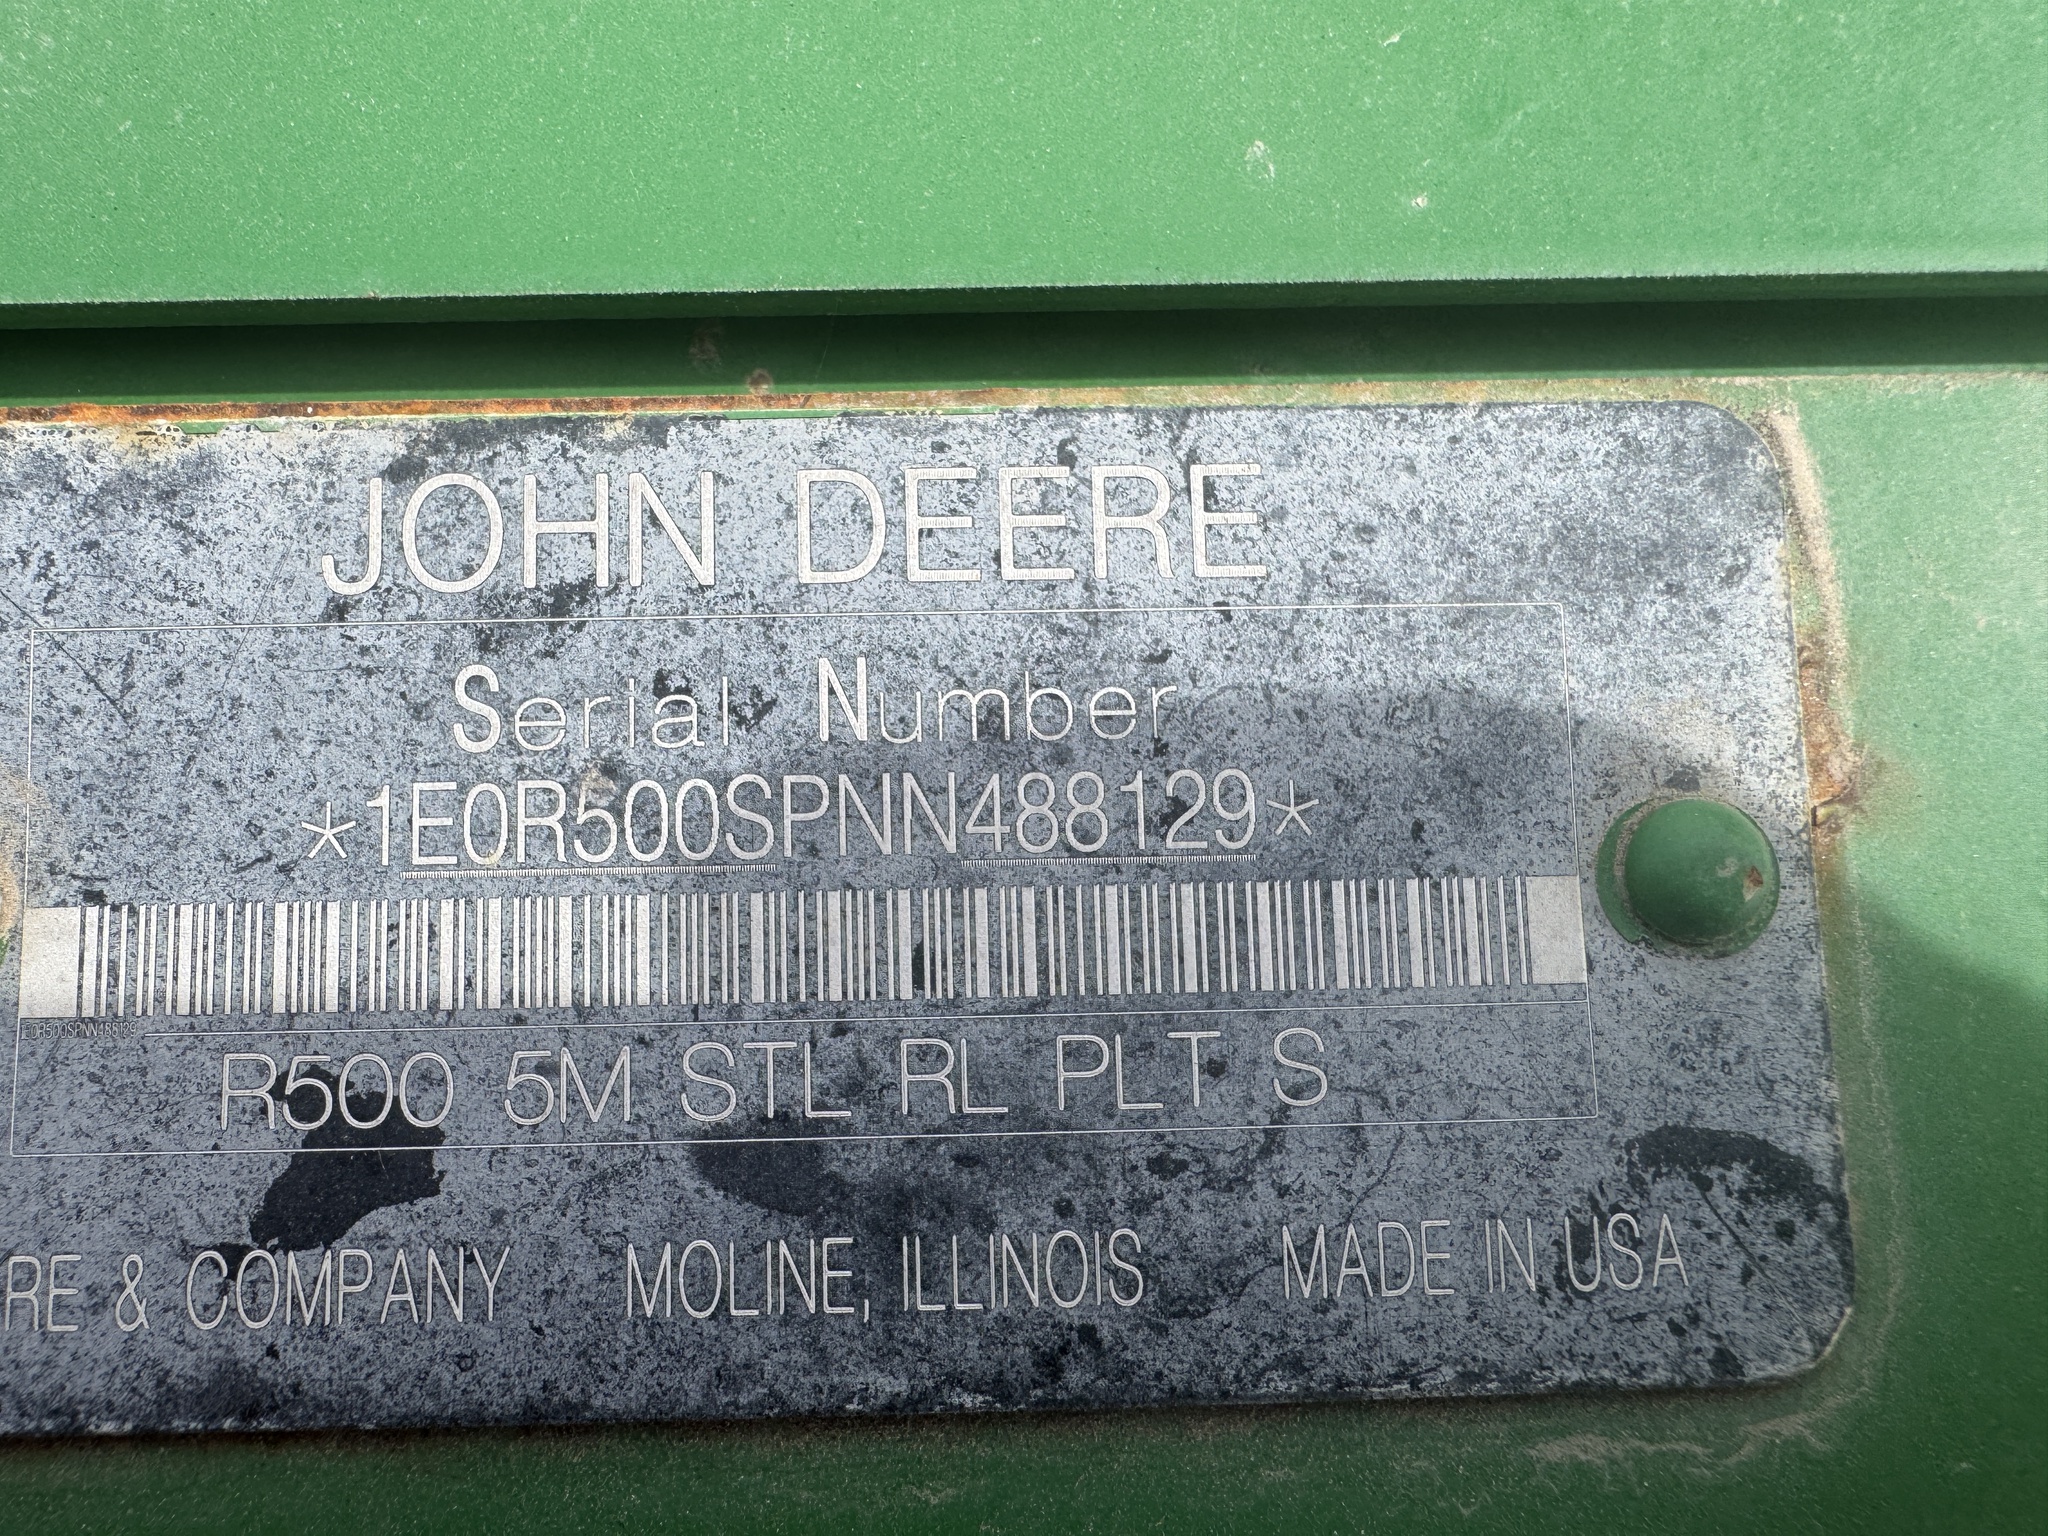 JOHN DEERE
Serial Number
*1E0R500SPNN488129*
1E0R500SPNN488129
R500 5M STL RL PLT S
RE & COMPANY MOLINE, ILLINOIS MADE IN USA